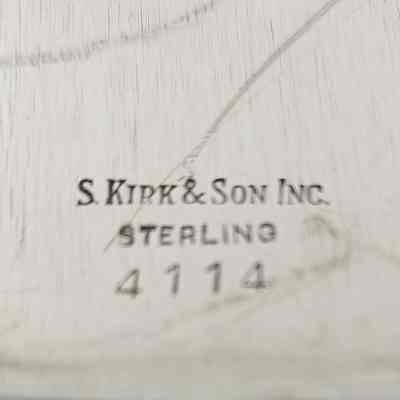 S. KIRK & SON INC.
STERLING
4114